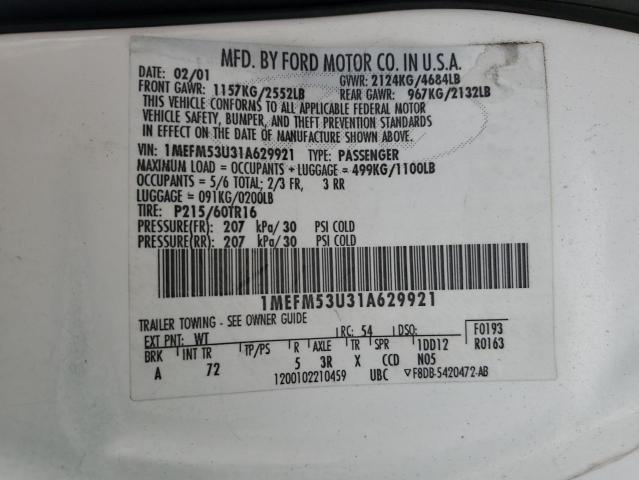 MFD. BY FORD MOTOR CO. IN U.S.A.
DATE: 02/01 GVWR: 2124KG/4684LB
FRONT GAWR: 1157KG/2552LB REAR GAWR: 967KG/2132LB
THIS VEHICLE CONFORMS TO ALL APPLICABLE FEDERAL MOTOR
VEHICLE SAFETY, BUMPER, AND THEFT PREVENTION STANDARDS
IN EFFECT ON THE DATE OF MANUFACTURE SHOWN ABOVE.
VIN: 1MEFM53U31A629921 TYPE: PASSENGER
MAXIMUM LOAD = OCCUPANTS + LUGGAGE = 499KG/1100LB
OCCUPANTS = 5/6 TOTAL; 2/3 FR, 3 RR
LUGGAGE = 091KG/0200LB
TIRE: P215/60TR16
PRESSURE(FR) = 207 kPa/30 PSI COLD
PRESSURE(RR) = 207 kPa/30 PSI COLD
1MEFM53U31A629921
TRAILER TOWING - SEE OWNER GUIDE
EXT PNT: WT RC: 54 DSO: F0193
BRK INT TR TP/PS R AXLE TR SPR 1DD12 R0163
A 72 5 3R X CCD N05
1200102210459 UBC ▽F8DB-5420472-AB